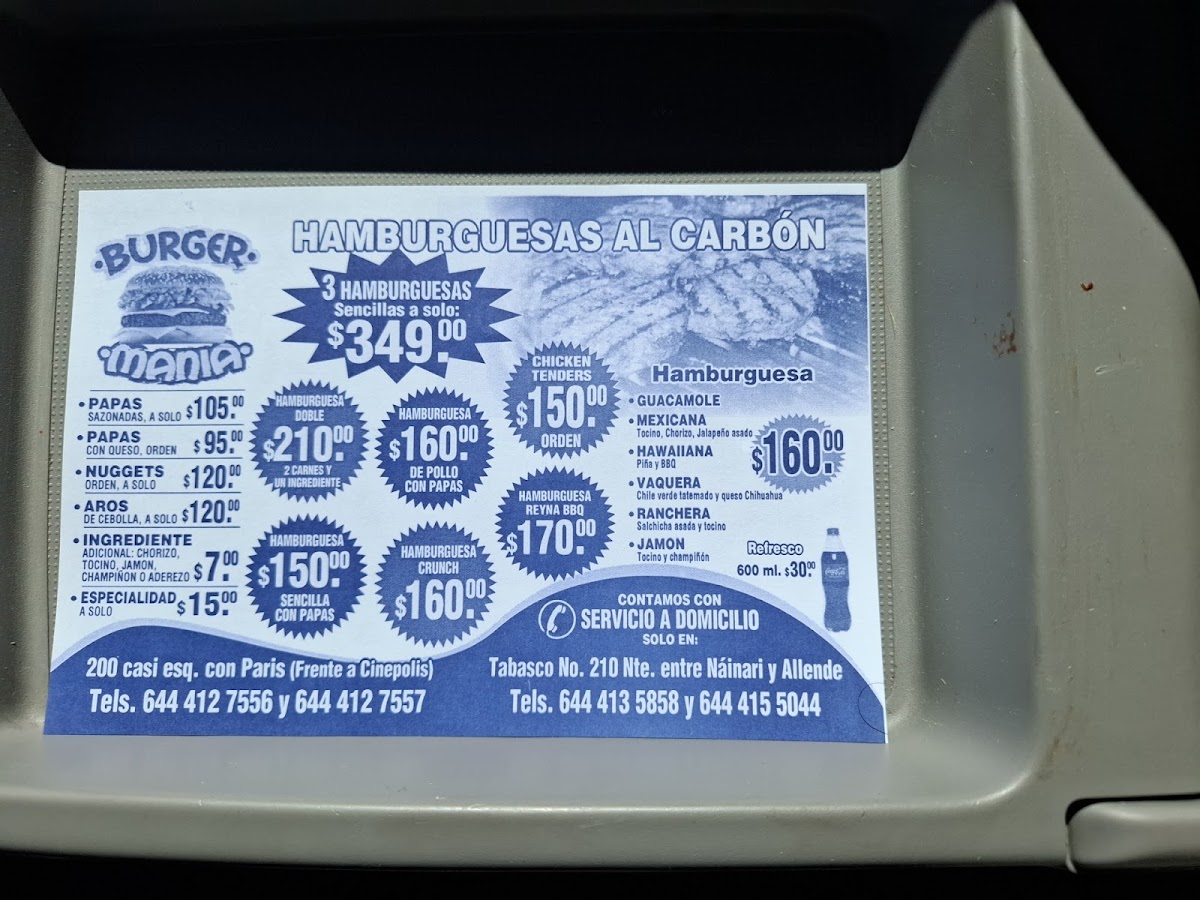 BURGER
MANIA
HAMBURGUESAS AL CARBÓN
3 HAMBURGUESAS
Sencillas a solo:
$349.00
• PAPAS
SAZONADAS, A SOLO $105.00
• PAPAS
CON QUESO, ORDEN $95.00
• NUGGETS
ORDEN, A SOLO $120.00
• AROS
DE CEBOLLA, A SOLO $120.00
• INGREDIENTE
ADICIONAL: CHORIZO,
TOCINO, JAMON,
CHAMPIÑON O ADEREZO $7.00
• ESPECIALIDAD
A SOLO $15.00
HAMBURGUESA
DOBLE
$210.00
2 CARNES Y
UN INGREDIENTE
HAMBURGUESA
$160.00
DE POLLO
CON PAPAS
HAMBURGUESA
$150.00
SENCILLA
CON PAPAS
HAMBURGUESA
CRUNCH
$160.00
CHICKEN
TENDERS
$150.00
ORDEN
HAMBURGUESA
REYNA BBQ
$170.00
Hamburguesa
• GUACAMOLE
• MEXICANA
Tocino, Chorizo, Jalapeño asado
• HAWAIIANA
Piña y BBQ
• VAQUERA
Chile verde tatemado y queso Chihuahua
• RANCHERA
Salchicha asada y tocino
• JAMON
Tocino y champiñón
$160.00
Refresco
600 ml. $30.00
Coca-Cola
CONTAMOS CON
SERVICIO A DOMICILIO
SOLO EN:
200 casi esq. con Paris (Frente a Cinepolis)
Tels. 644 412 7556 y 644 412 7557
Tabasco No. 210 Nte. entre Náinari y Allende
Tels. 644 413 5858 y 644 415 5044